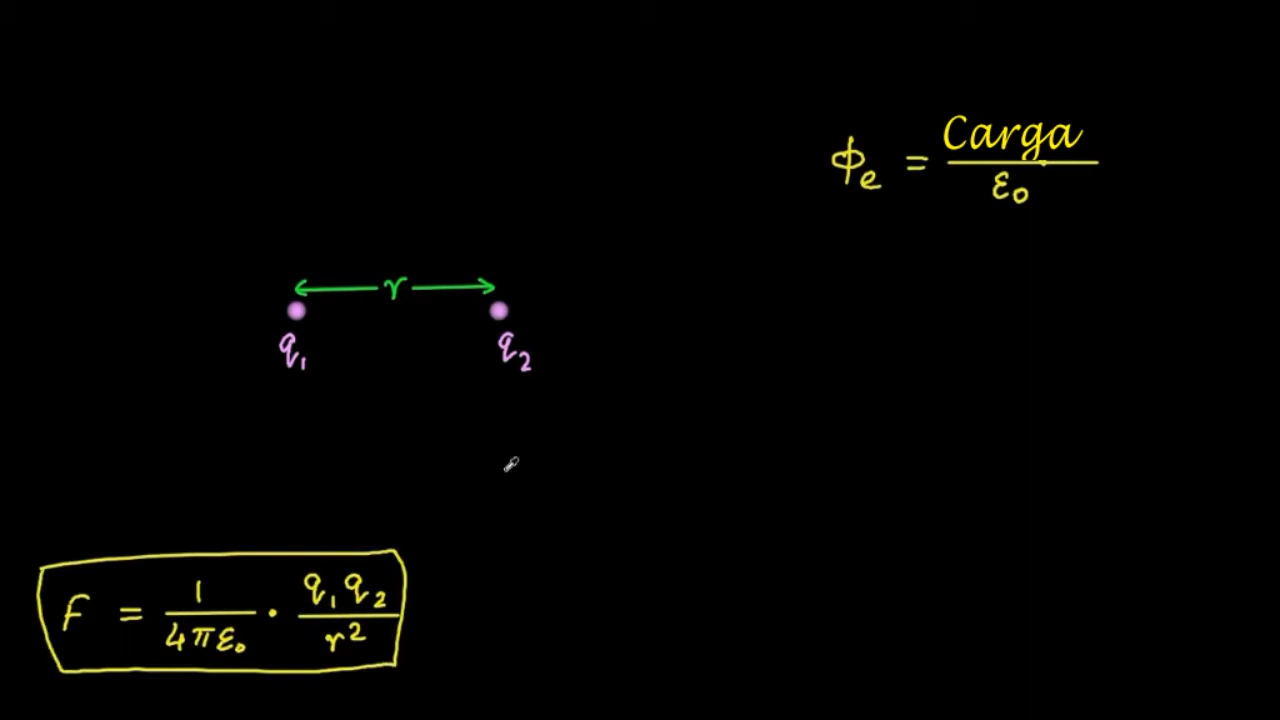 ϕₑ = Carga / ε₀
r
q₁ q₂
F = 1 / 4πε₀ · q₁q₂ / r²